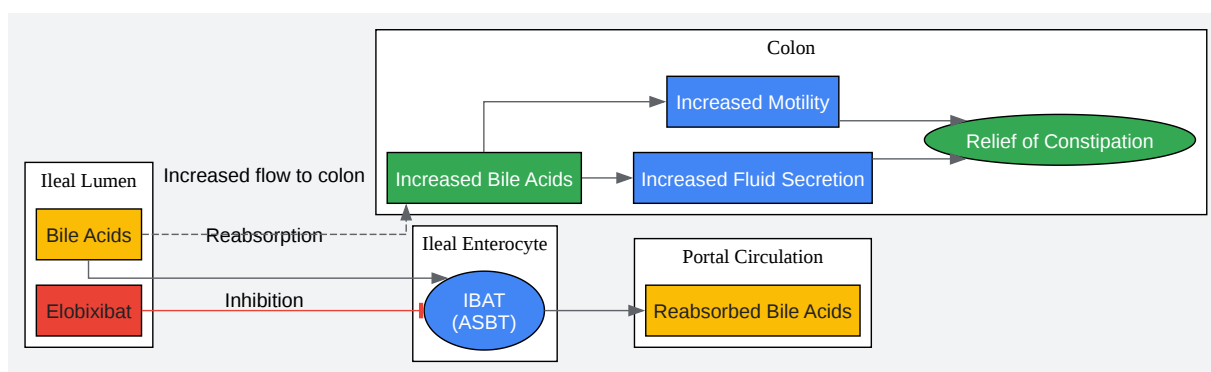 Colon
Increased Motility
Relief of Constipation
Ileal Lumen
Increased flow to colon
Increased Bile Acids
Increased Fluid Secretion
Bile Acids
Reabsorption
Ileal Enterocyte
Portal Circulation
Elobixibat
Inhibition
IBAT
(ASBT)
Reabsorbed Bile Acids